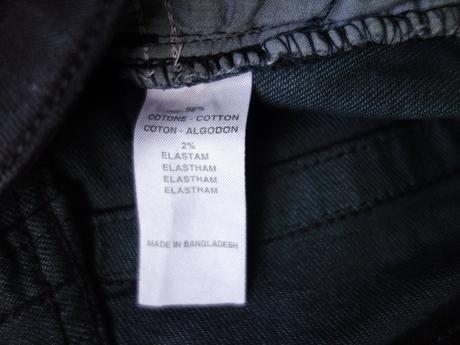 98%
COTONE - COTTON
COTON - ALGODON
2%
ELASTAM
ELASTHAM
ELASTHAM
ELASTHAM
MADE IN BANGLADESH